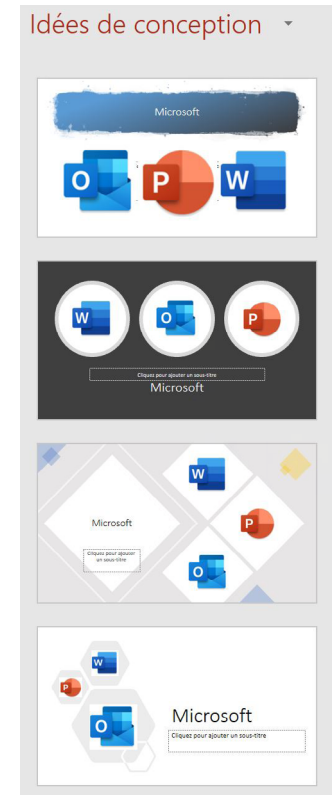 Idées de conception
Microsoft
O P W
W O P
Cliquez pour ajouter un sous-titre
Microsoft
W
Microsoft
P
Cliquez pour ajouter
un sous-titre
O
W
P
O
Microsoft
Cliquez pour ajouter un sous-titre